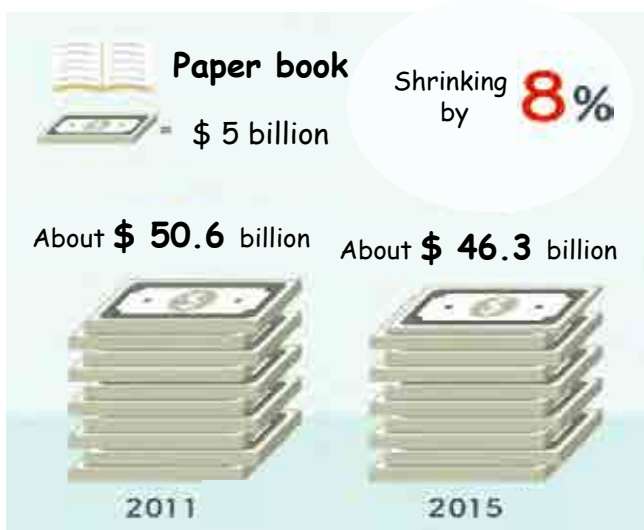 Paper book
= $ 5 billion
Shrinking
by 8%
About $ 50.6 billion
About $ 46.3 billion
2011
2015